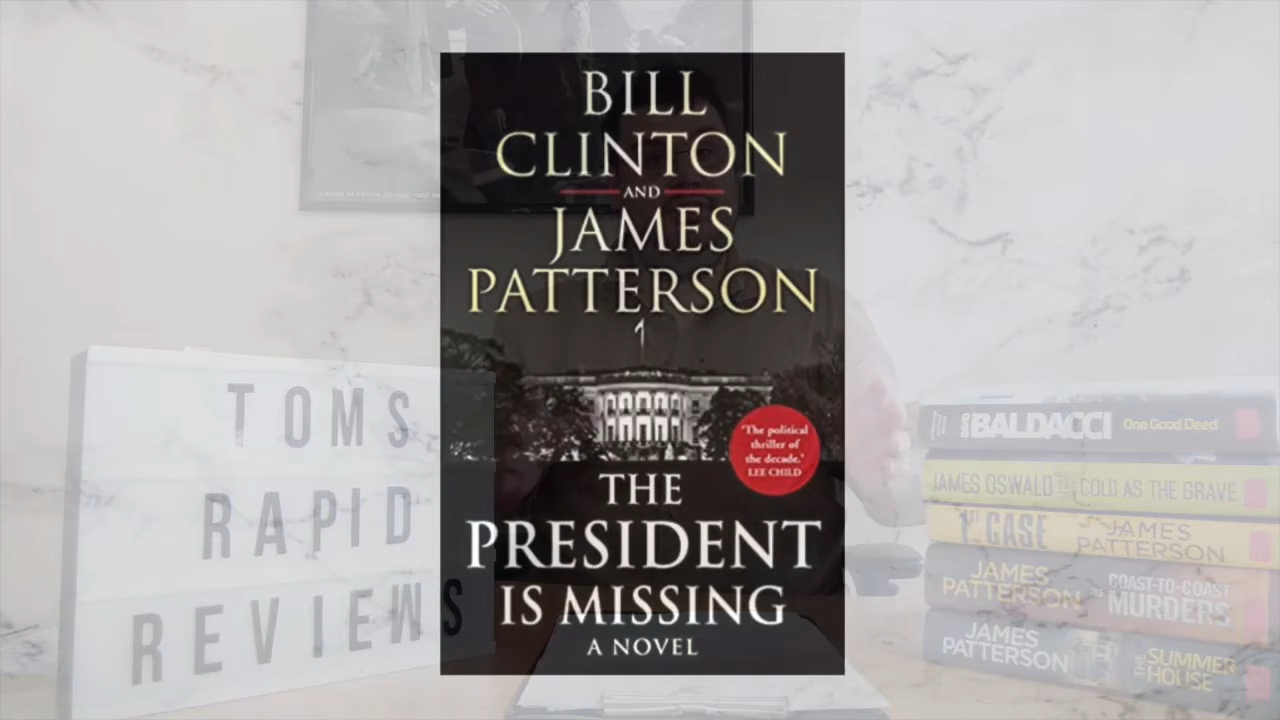 BILL
CLINTON
AND
JAMES
PATTERSON
'The political
thriller of
the decade.'
LEE CHILD
THE
PRESIDENT
IS MISSING
A NOVEL
TOMS
RAPID
REVIEWS
DAVID BALDACCI One Good Deed
JAMES OSWALD COLD AS THE GRAVE
1ST CASE JAMES PATTERSON
JAMES PATTERSON THE COAST-TO-COAST MURDERS
JAMES PATTERSON THE SUMMER HOUSE